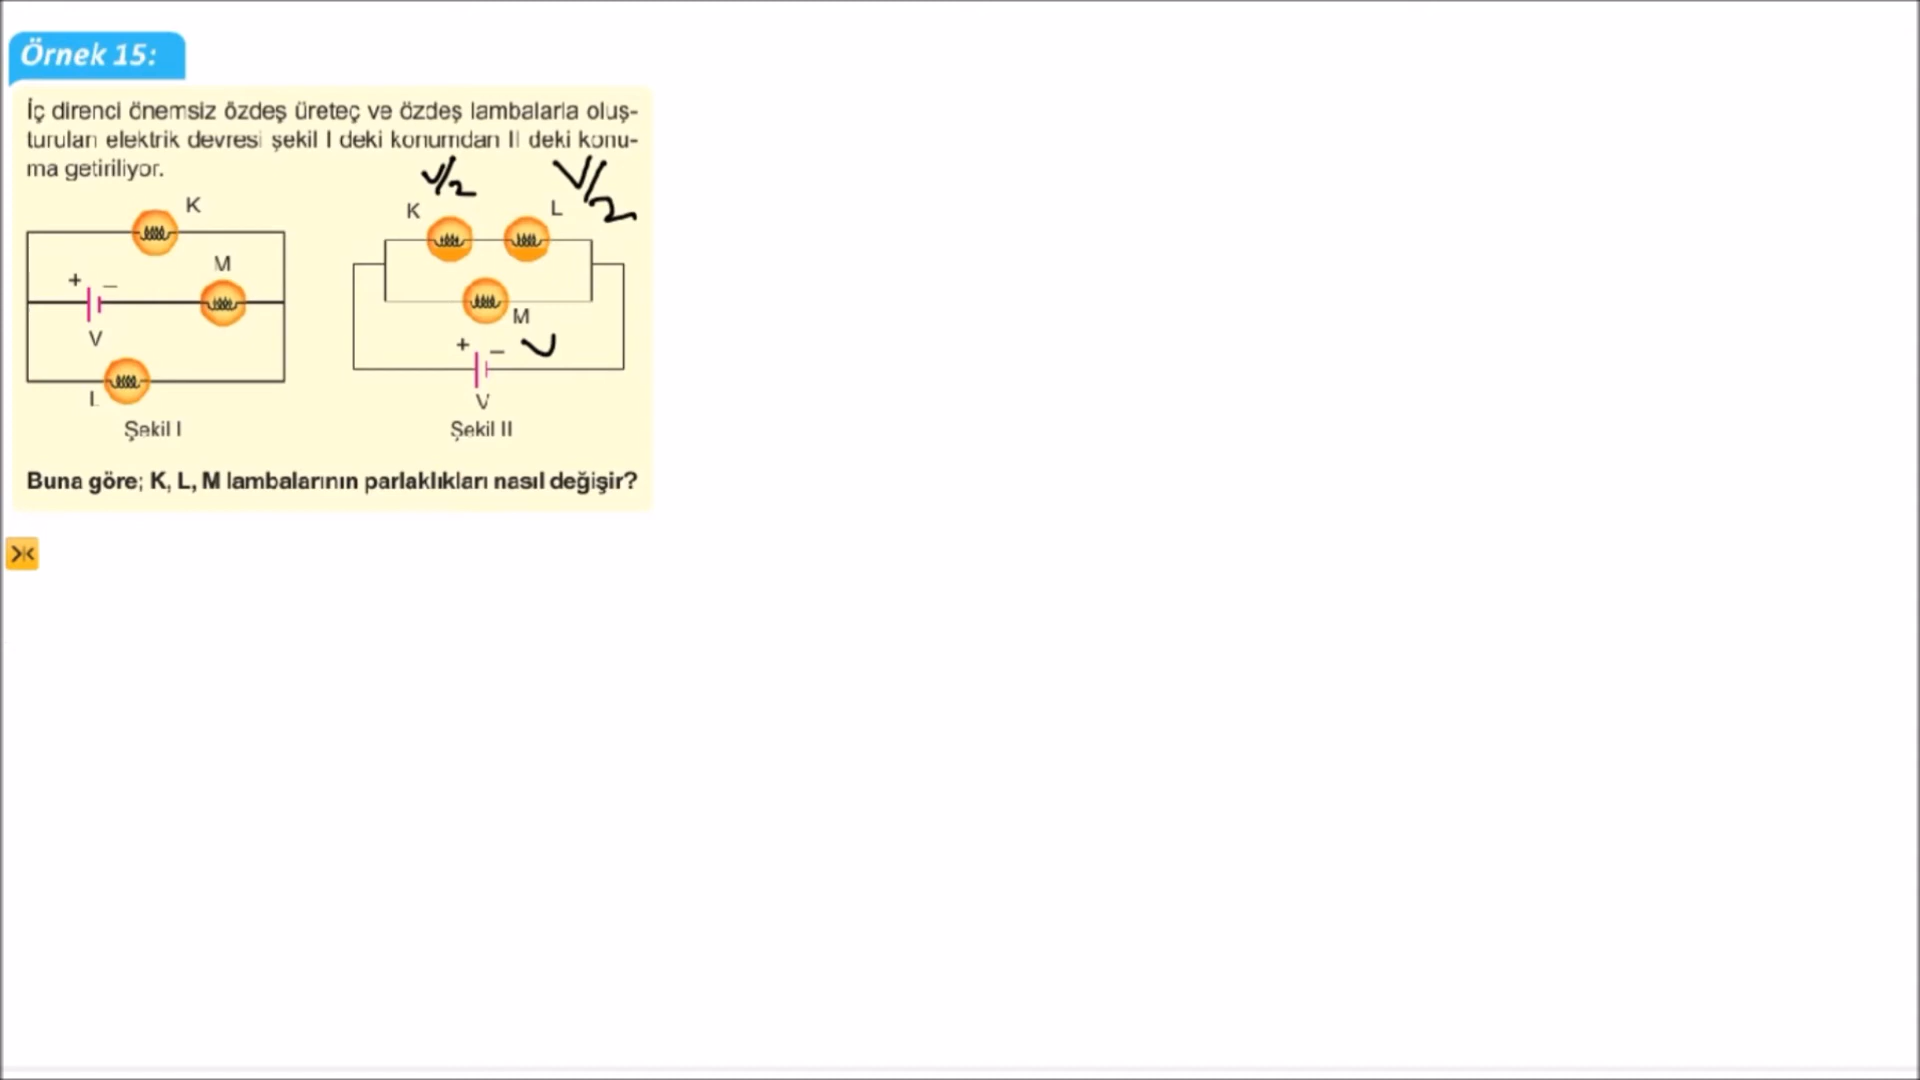 Örnek 15:
İç direnci önemsiz özdeş üreteç ve özdeş lambalarla oluş-
turulan elektrik devresi şekil I deki konumdan II deki konu-
ma getiriliyor.
V/2 V/2
K
M
+ –
V
L
Şekil I
K L
M
+ – V
V
Şekil II
Buna göre; K, L, M lambalarının parlaklıkları nasıl değişir?